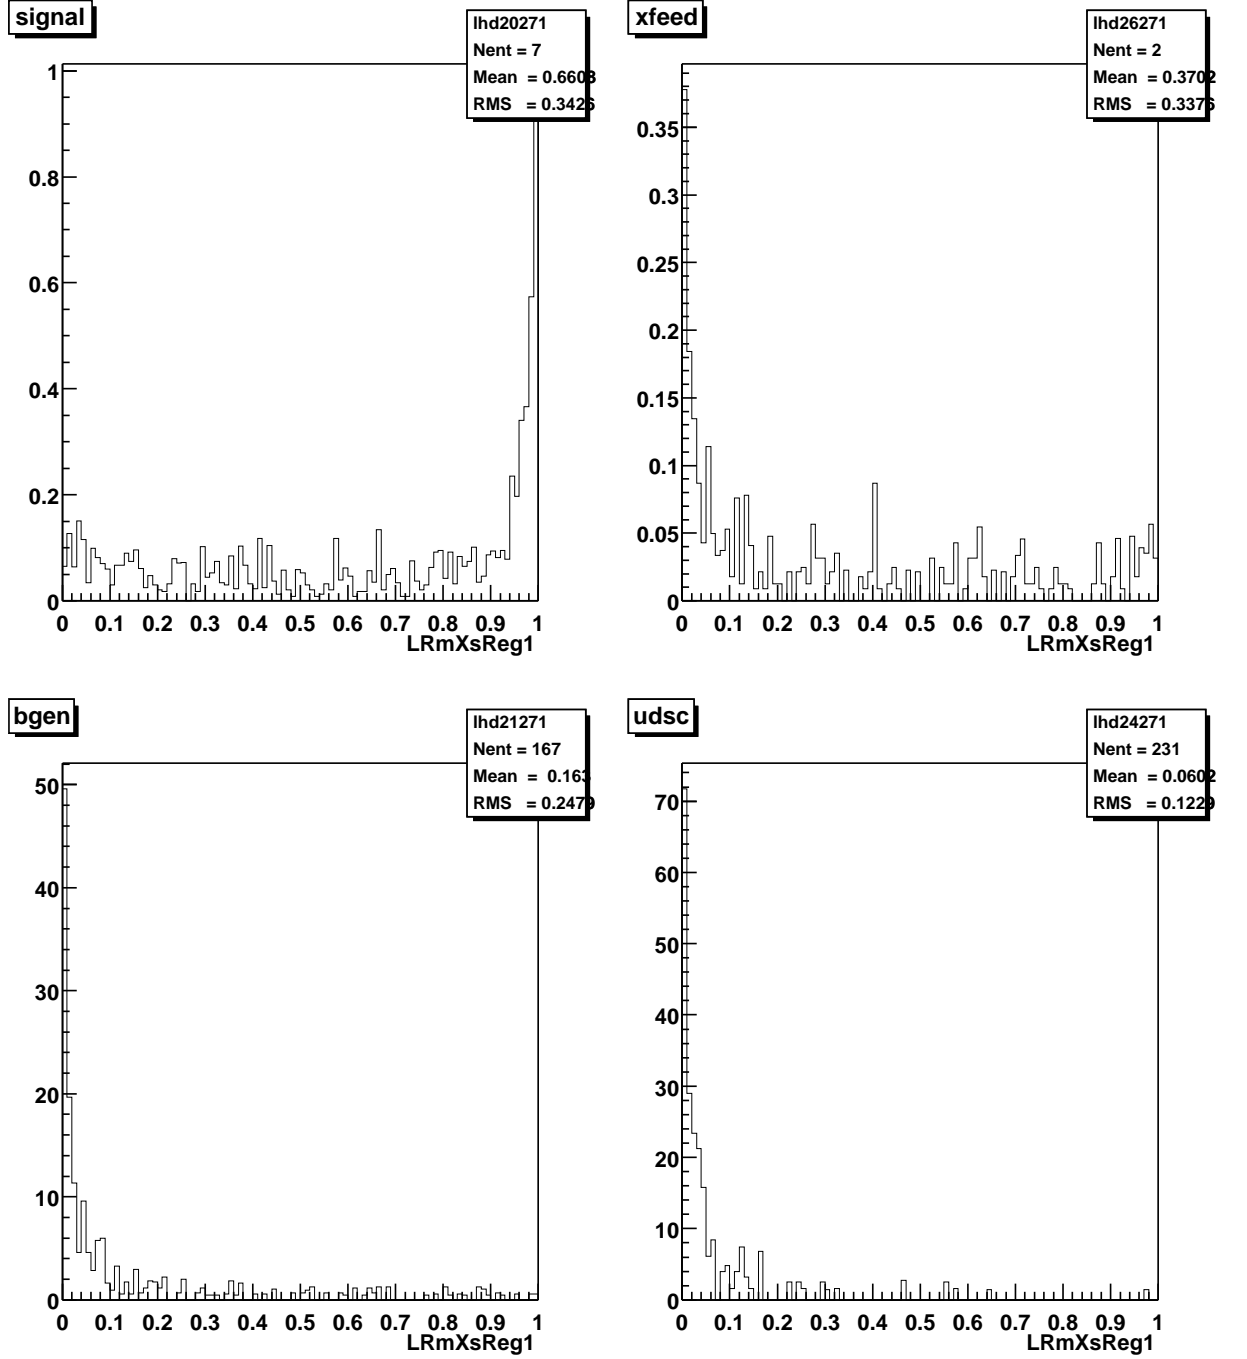 signal
lhd20271
Nent = 7
Mean = 0.6603
RMS = 0.3426
1
0.8
0.6
0.4
0.2
0
0 0.1 0.2 0.3 0.4 0.5 0.6 0.7 0.8 0.9 1
LRmXsReg1
xfeed
lhd26271
Nent = 2
Mean = 0.3702
RMS = 0.3376
0.35
0.3
0.25
0.2
0.15
0.1
0.05
0
0 0.1 0.2 0.3 0.4 0.5 0.6 0.7 0.8 0.9 1
LRmXsReg1
bgen
lhd21271
Nent = 167
Mean = 0.163
RMS = 0.2479
50
40
30
20
10
0
0 0.1 0.2 0.3 0.4 0.5 0.6 0.7 0.8 0.9 1
LRmXsReg1
udsc
lhd24271
Nent = 231
Mean = 0.0602
RMS = 0.1229
70
60
50
40
30
20
10
0
0 0.1 0.2 0.3 0.4 0.5 0.6 0.7 0.8 0.9 1
LRmXsReg1